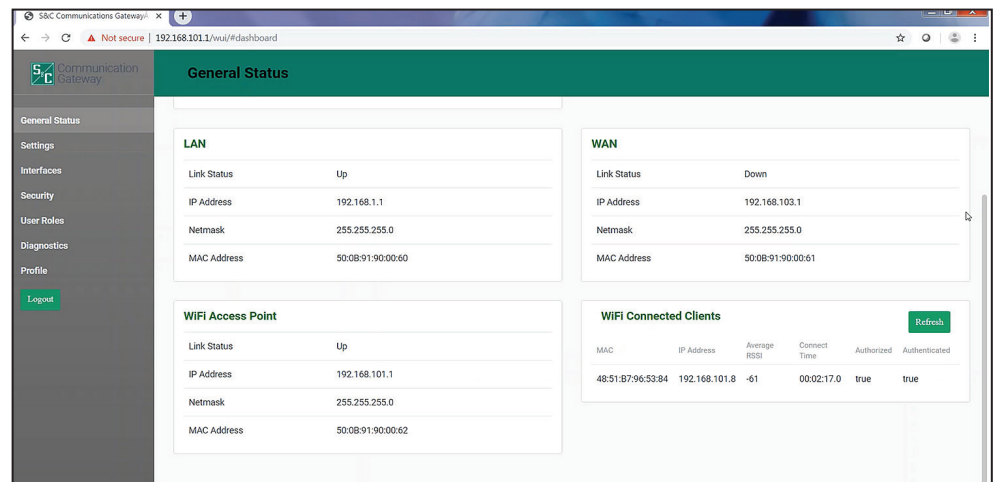 S&C Communications Gateway
Not secure | 192.168.101.1/wui/#dashboard
S&C Communication
Gateway
General Status
General Status
Settings
Interfaces
Security
User Roles
Diagnostics
Profile
Logout
LAN
Link Status Up
IP Address 192.168.1.1
Netmask 255.255.255.0
MAC Address 50:0B:91:90:00:60
WAN
Link Status Down
IP Address 192.168.103.1
Netmask 255.255.255.0
MAC Address 50:0B:91:90:00:61
WiFi Access Point
Link Status Up
IP Address 192.168.101.1
Netmask 255.255.255.0
MAC Address 50:0B:91:90:00:62
WiFi Connected Clients
Refresh
MAC IP Address Average RSSI Connect Time Authorized Authenticated
48:51:B7:96:53:84 192.168.101.8 -61 00:02:17.0 true true